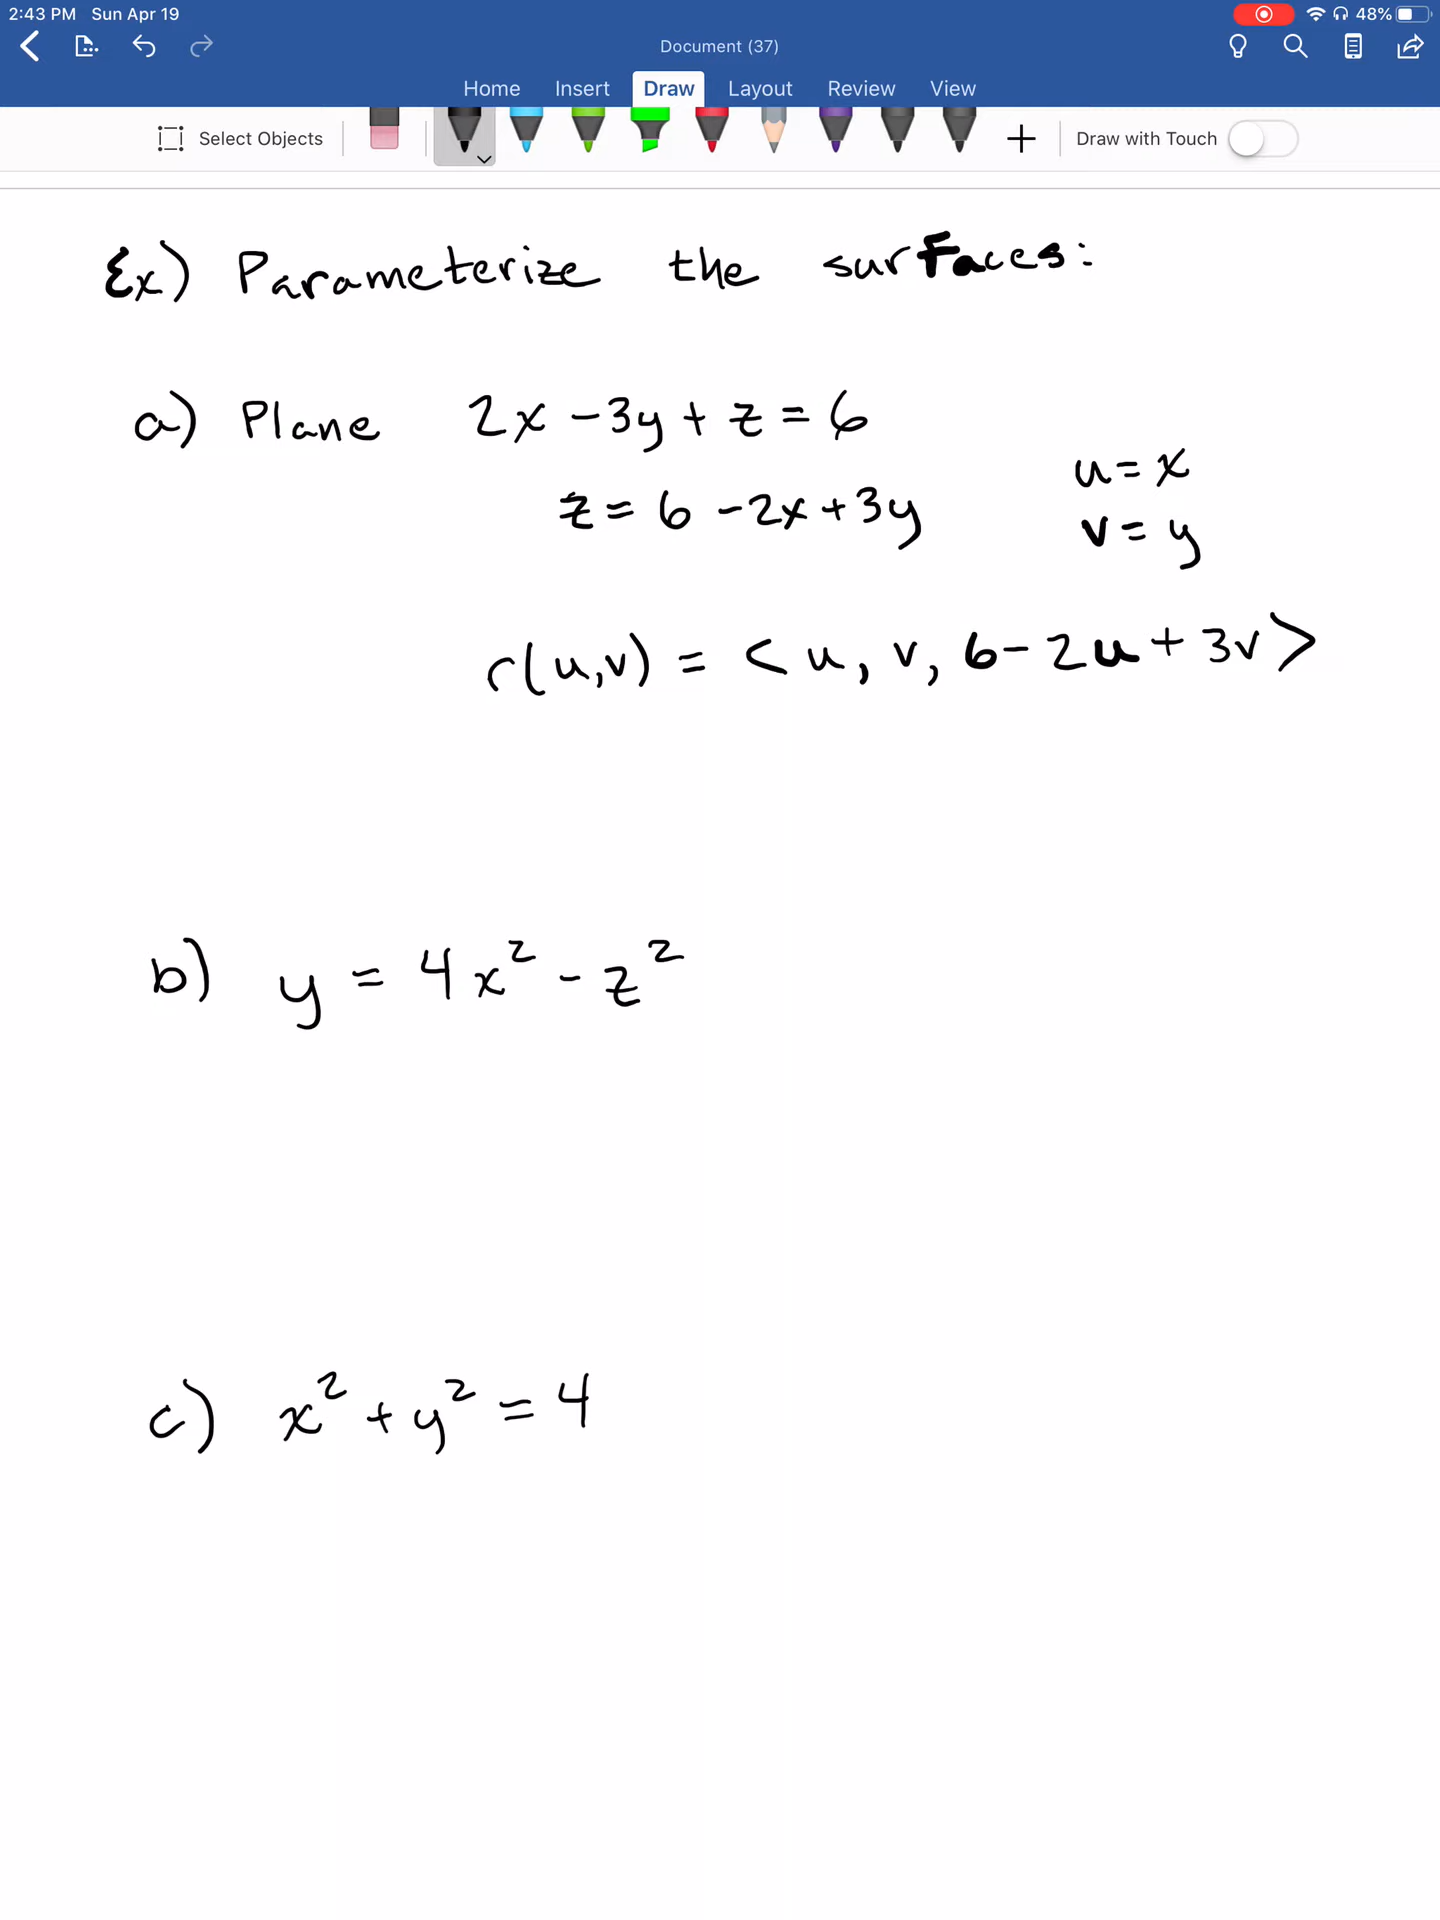 2:43 PM Sun Apr 19 48%
Document (37)
Home Insert Draw Layout Review View
Select Objects Draw with Touch
Ex) Parameterize the surfaces:
a) Plane 2x - 3y + z = 6
u = x
z = 6 - 2x + 3y
v = y
r(u,v) = < u, v, 6 - 2u + 3v >
b) y = 4x² - z²
c) x² + y² = 4